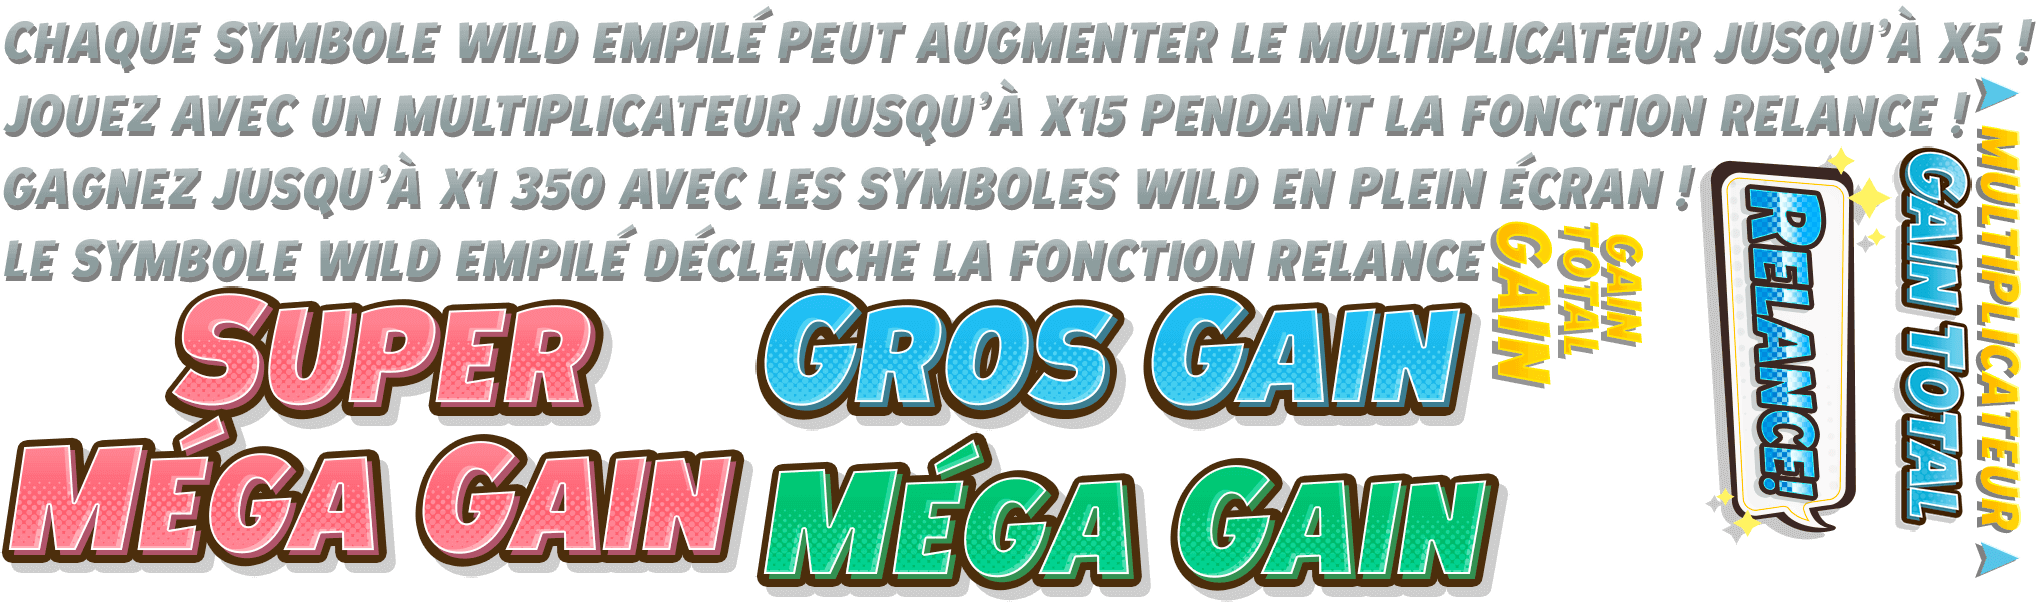 CHAQUE SYMBOLE WILD EMPILÉ PEUT AUGMENTER LE MULTIPLICATEUR JUSQU'À X5 !
JOUEZ AVEC UN MULTIPLICATEUR JUSQU'À X15 PENDANT LA FONCTION RELANCE !
GAGNEZ JUSQU'À X1 350 AVEC LES SYMBOLES WILD EN PLEIN ÉCRAN !
LE SYMBOLE WILD EMPILÉ DÉCLENCHE LA FONCTION RELANCE
SUPER
MÉGA GAIN
GROS GAIN
MÉGA GAIN
GAIN
TOTAL
GAIN
RELANCE!
GAIN TOTAL
MULTIPLICATEUR